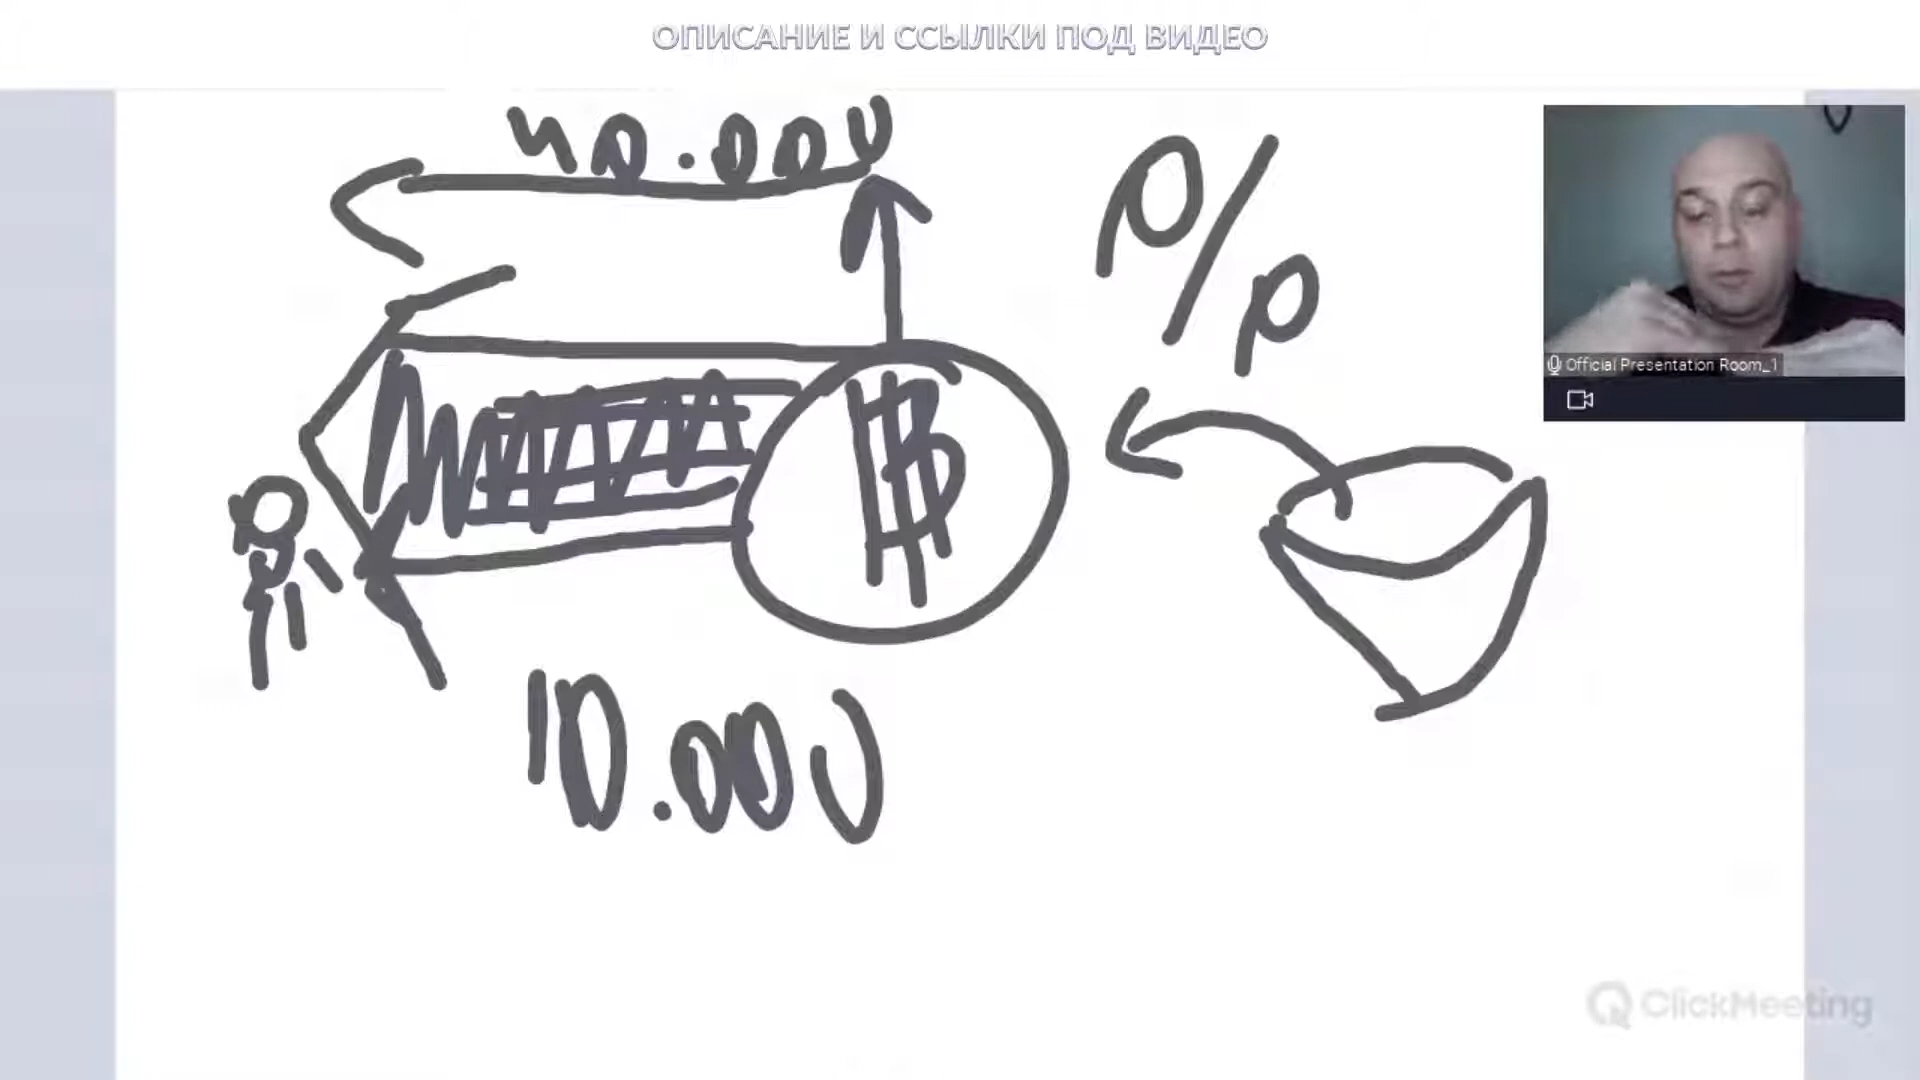 ОПИСАНИЕ И ССЫЛКИ ПОД ВИДЕО
40.000
P/P
Official Presentation Room_1
B
10.000
ClickMeeting